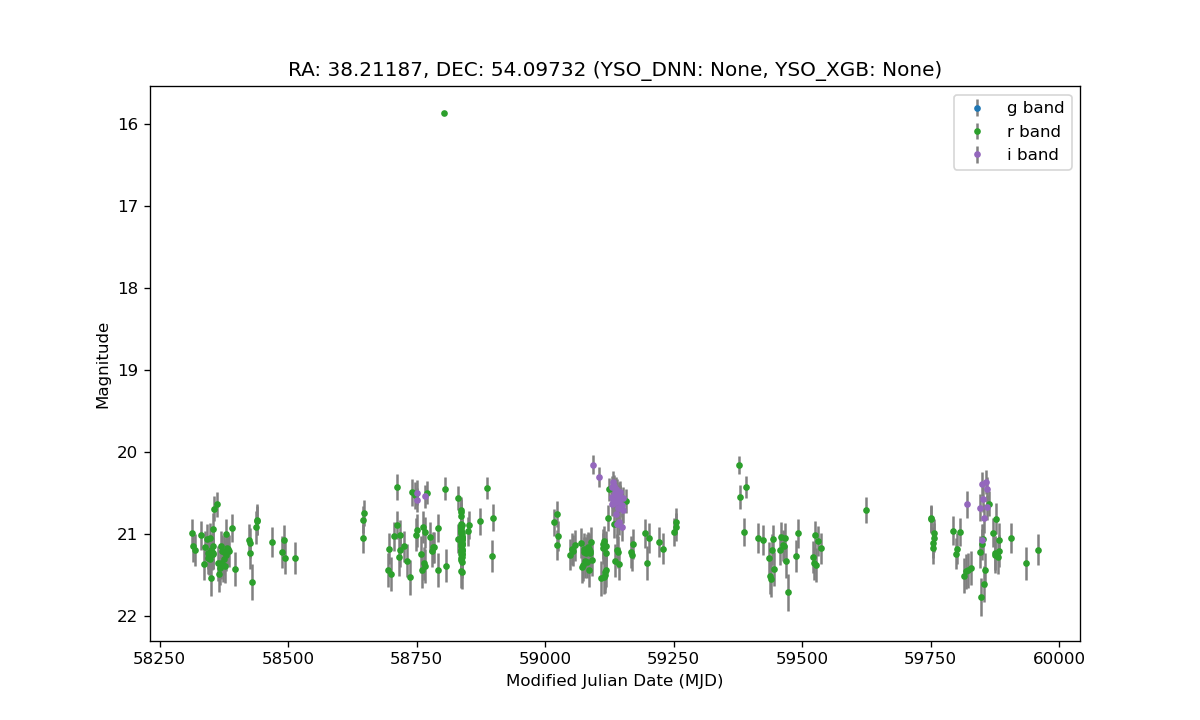 RA: 38.21187, DEC: 54.09732 (YSO_DNN: None, YSO_XGB: None)
g band
r band
i band
16
17
18
19
20
21
22
Magnitude
58250 58500 58750 59000 59250 59500 59750 60000
Modified Julian Date (MJD)